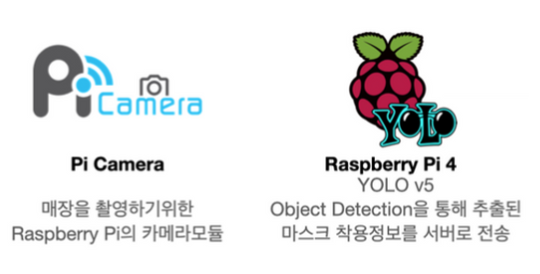 Pi Camera
YOLO
Pi Camera
매장을 촬영하기위한
Raspberry Pi의 카메라모듈
Raspberry Pi 4
YOLO v5
Object Detection을 통해 추출된
마스크 착용정보를 서버로 전송